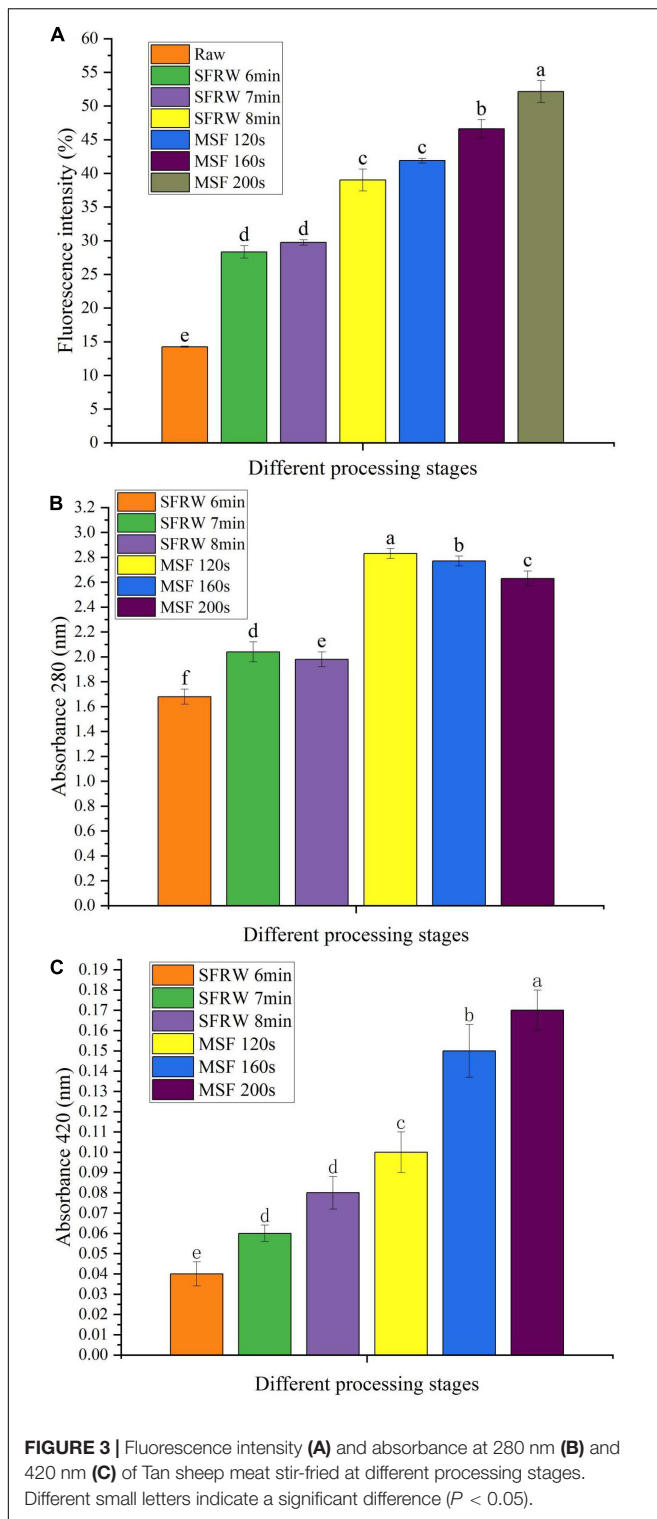 A
Raw
SFRW 6min
SFRW 7min
SFRW 8min
MSF 120s
MSF 160s
MSF 200s
Fluorescence intensity (%)
60
55
50
45
40
35
30
25
20
15
10
5
0
e
d
d
c
c
b
a
Different processing stages
B
SFRW 6min
SFRW 7min
SFRW 8min
MSF 120s
MSF 160s
MSF 200s
Absorbance 280 (nm)
3.2
3.0
2.8
2.6
2.4
2.2
2.0
1.8
1.6
1.4
1.2
1.0
0.8
0.6
0.4
0.2
0.0
f
d
e
a
b
c
Different processing stages
C
SFRW 6min
SFRW 7min
SFRW 8min
MSF 120s
MSF 160s
MSF 200s
Absorbance 420 (nm)
0.19
0.17
0.16
0.15
0.14
0.13
0.12
0.11
0.10
0.09
0.08
0.07
0.06
0.05
0.04
0.03
0.02
0.01
0.00
e
d
d
c
b
a
Different processing stages
FIGURE 3 | Fluorescence intensity (A) and absorbance at 280 nm (B) and
420 nm (C) of Tan sheep meat stir-fried at different processing stages.
Different small letters indicate a significant difference (P < 0.05).